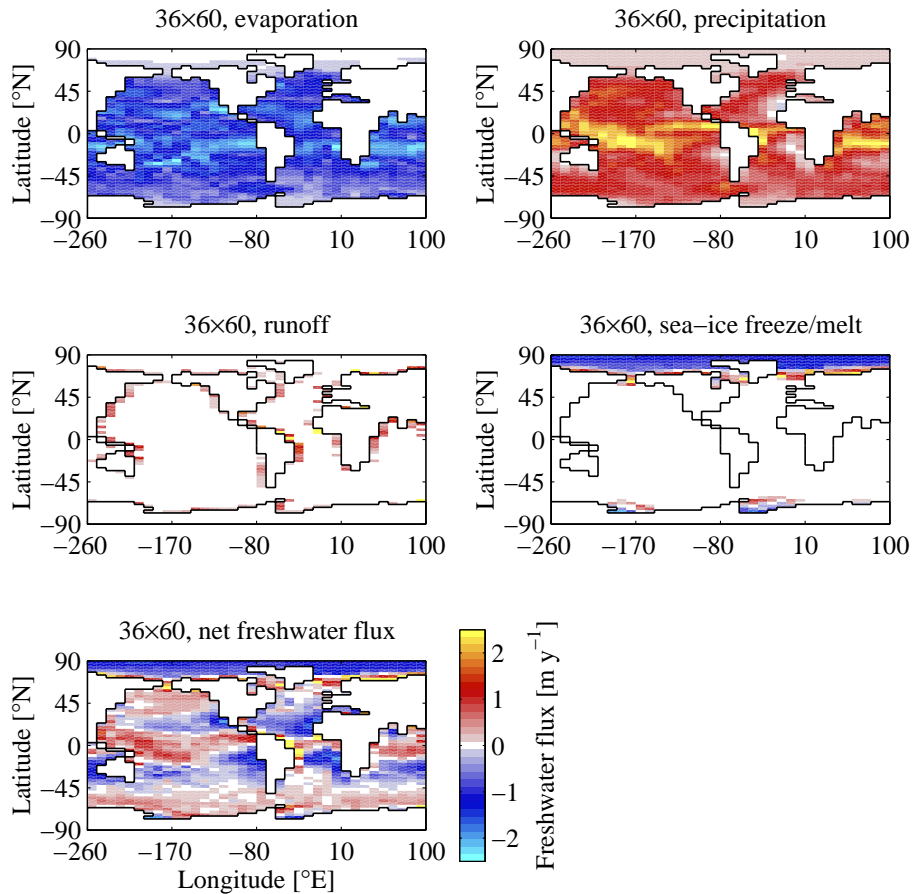 36×60, evaporation
36×60, precipitation
Latitude [°N]
90
45
0
−45
−90
−260 −170 −80 10 100
Latitude [°N]
90
45
0
−45
−90
−260 −170 −80 10 100
36×60, runoff
36×60, sea−ice freeze/melt
Latitude [°N]
90
45
0
−45
−90
−260 −170 −80 10 100
Latitude [°N]
90
45
0
−45
−90
−260 −170 −80 10 100
36×60, net freshwater flux
Latitude [°N]
90
45
0
−45
−90
−260 −170 −80 10 100
Longitude [°E]
2
1
0
−1
−2
Freshwater flux [m y⁻¹]